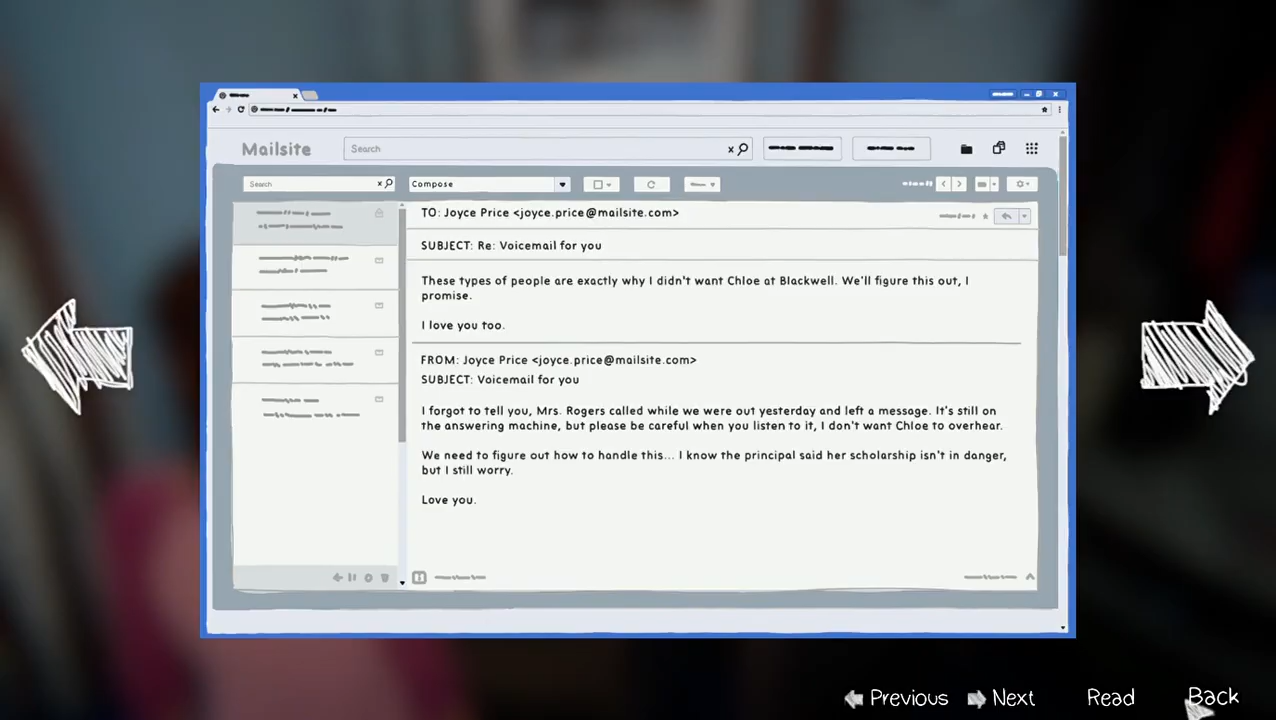 Mailsite
Search
x
Search
x
Compose
TO: Joyce Price <joyce.price@mailsite.com>
SUBJECT: Re: Voicemail for you
These types of people are exactly why I didn't want Chloe at Blackwell. We'll figure this out, I
promise.
I love you too.
FROM: Joyce Price <joyce.price@mailsite.com>
SUBJECT: Voicemail for you
I forgot to tell you, Mrs. Rogers called while we were out yesterday and left a message. It's still on
the answering machine, but please be careful when you listen to it, I don't want Chloe to overhear.
We need to figure out how to handle this... I know the principal said her scholarship isn't in danger,
but I still worry.
Love you.
Previous Next Read Back